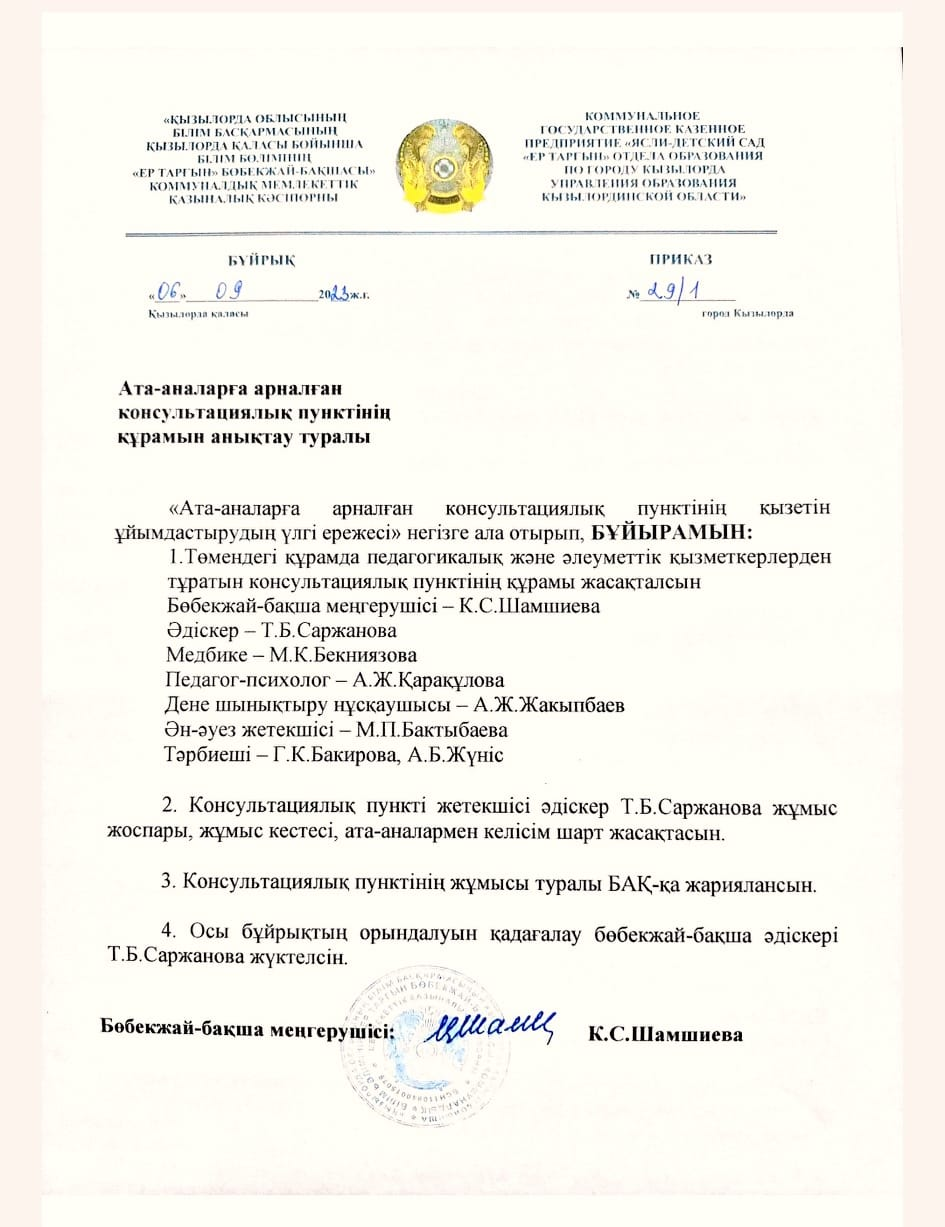 «ҚЫЗЫЛОРДА ОБЛЫСЫНЫҢ
БІЛІМ БАСҚАРМАСЫНЫҢ
ҚЫЗЫЛОРДА ҚАЛАСЫ БОЙЫНША
БІЛІМ БӨЛІМІНІҢ
«ЕР ТАРҒЫН» БӨБЕКЖАЙ-БАҚШАСЫ»
КОММУНАЛДЫҚ МЕМЛЕКЕТТІК
ҚАЗЫНАЛЫҚ КӘСІПОРНЫ
КОММУНАЛЬНОЕ
ГОСУДАРСТВЕННОЕ КАЗЕННОЕ
ПРЕДПРИЯТИЕ «ЯСЛИ-ДЕТСКИЙ САД
«ЕР ТАРГЫН» ОТДЕЛА ОБРАЗОВАНИЯ
ПО ГОРОДУ КЫЗЫЛОРДА
УПРАВЛЕНИЯ ОБРАЗОВАНИЯ
КЫЗЫЛОРДИНСКОЙ ОБЛАСТИ»
БҰЙРЫҚ
ПРИКАЗ
«06» 09 2023ж.г.
№ 29/1
Қызылорда қаласы
город Кызылорда
Ата-аналарға арналған
консультациялық пунктінің
құрамын анықтау туралы
«Ата-аналарға арналған консультациялық пунктінің қызетін
ұйымдастырудың үлгі ережесі» негізге ала отырып, БҰЙЫРАМЫН:
1.Төмендегі құрамда педагогикалық және әлеуметтік қызметкерлерден
тұратын консультациялық пунктінің құрамы жасақталсын
Бөбекжай-бақша меңгерушісі – К.С.Шамшиева
Әдіскер – Т.Б.Саржанова
Медбике – М.К.Бекниязова
Педагог-психолог – А.Ж.Қарақұлова
Дене шынықтыру нұсқаушысы – А.Ж.Жакыпбаев
Ән-әуез жетекшісі – М.П.Бактыбаева
Тәрбиеші – Г.К.Бакирова, А.Б.Жүніс
2. Консультациялық пункті жетекшісі әдіскер Т.Б.Саржанова жұмыс
жоспары, жұмыс кестесі, ата-аналармен келісім шарт жасақтасын.
3. Консультациялық пунктінің жұмысы туралы БАҚ-қа жариялансын.
4. Осы бұйрықтың орындалуын қадағалау бөбекжай-бақша әдіскері
Т.Б.Саржанова жүктелсін.
Бөбекжай-бақша меңгерушісі:
К.С.Шамшиева